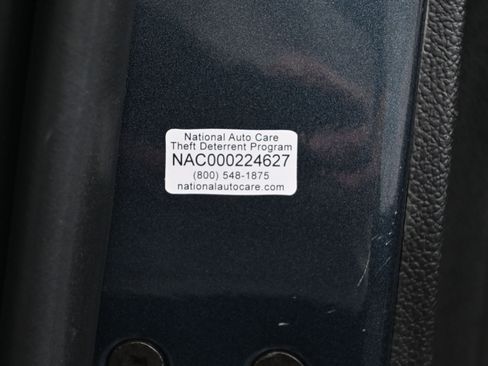 National Auto Care
Theft Deterrent Program
NAC000224627
(800) 548-1875
nationalautocare.com